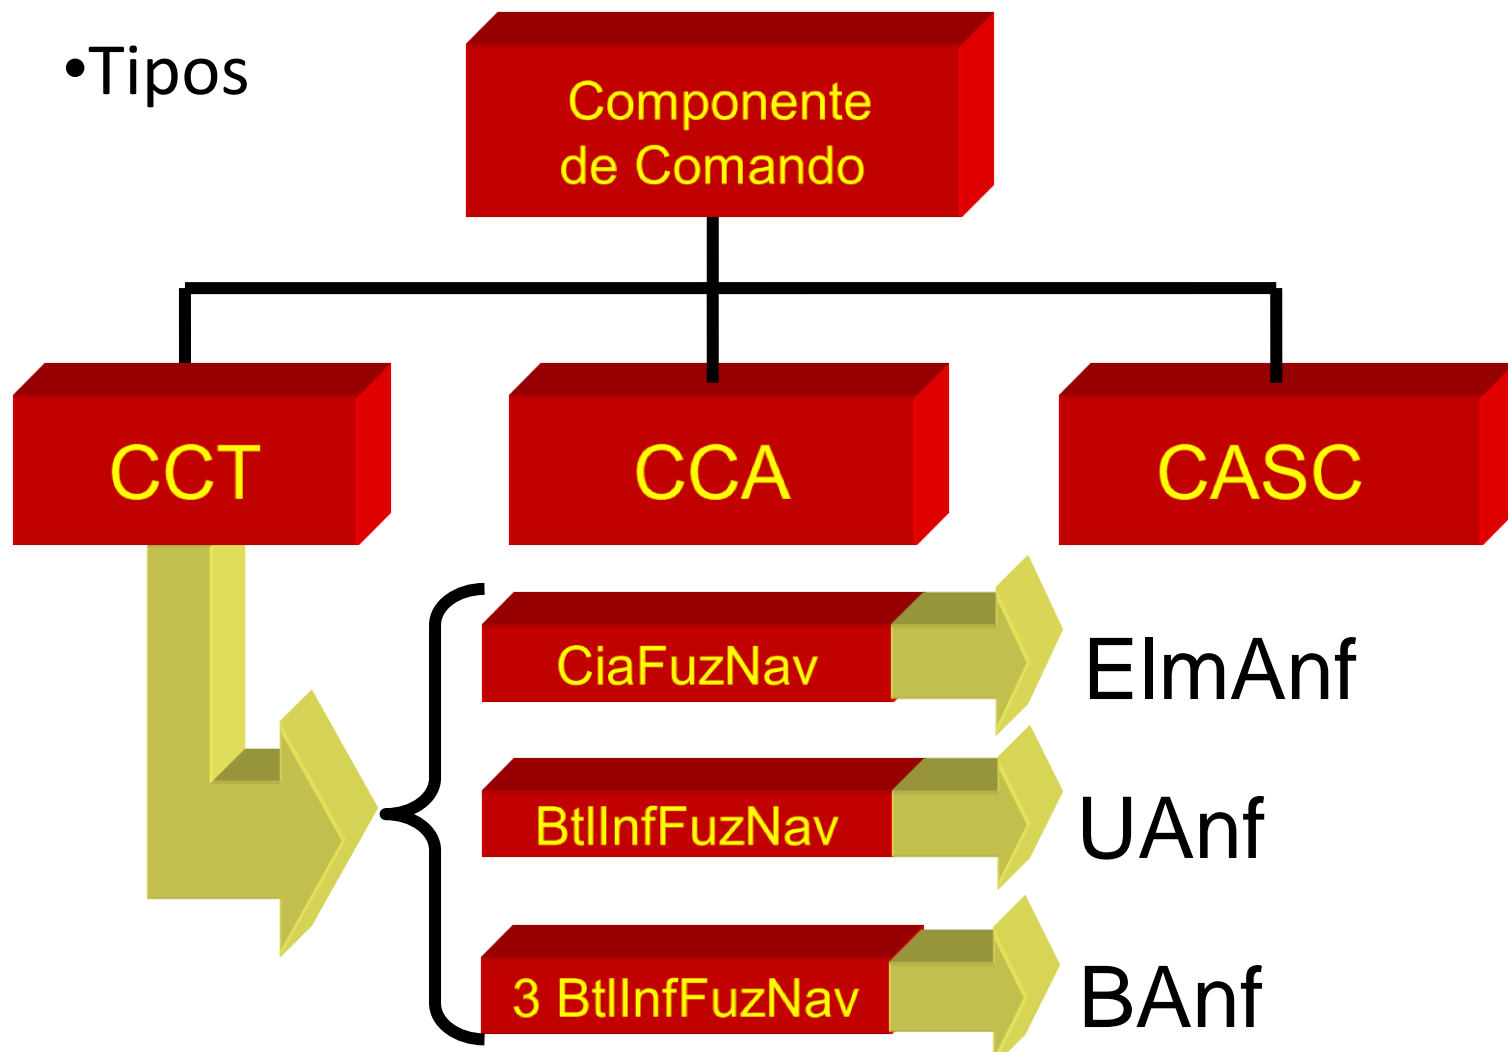 •Tipos
Componente
de Comando
CCT
CCA
CASC
CiaFuzNav
ElmAnf
BtlInfFuzNav
UAnf
3 BtlInfFuzNav
BAnf